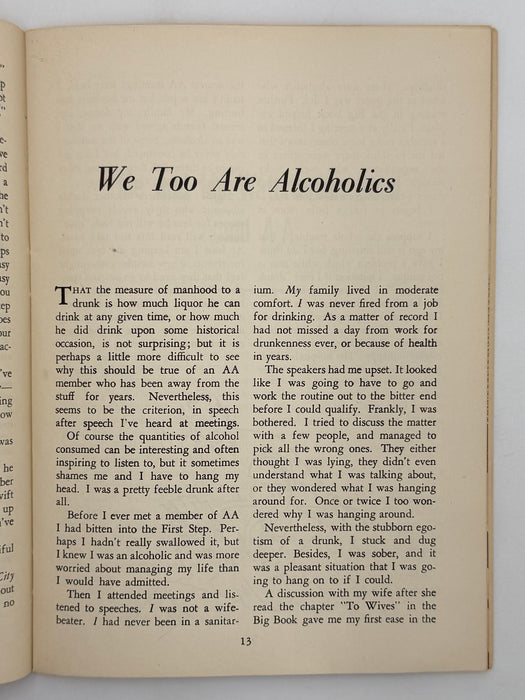 We Too Are Alcoholics
THAT the measure of manhood to a
drunk is how much liquor he can
drink at any given time, or how much
he did drink upon some historical
occasion, is not surprising; but it is
perhaps a little more difficult to see
why this should be true of an AA
member who has been away from the
stuff for years. Nevertheless, this
seems to be the criterion, in speech
after speech I've heard at meetings.
Of course the quantities of alcohol
consumed can be interesting and often
inspiring to listen to, but it sometimes
shames me and I have to hang my
head. I was a pretty feeble drunk after
all.
Before I ever met a member of AA
I had bitten into the First Step. Per-
haps I hadn't really swallowed it, but
I knew I was an alcoholic and was more
worried about managing my life than
I would have admitted.
Then I attended meetings and lis-
tened to speeches. I was not a wife-
beater. I had never been in a sanitar-
ium. My family lived in moderate
comfort. I was never fired from a job
for drinking. As a matter of record I
had not missed a day from work for
drunkenness ever, or because of health
in years.
The speakers had me upset. It looked
like I was going to have to go and
work the routine out to the bitter end
before I could qualify. Frankly, I was
bothered. I tried to discuss the matter
with a few people, and managed to
pick all the wrong ones. They either
thought I was lying, they didn't even
understand what I was talking about,
or they wondered what I was hanging
around for. Once or twice I too won-
dered why I was hanging around.
Nevertheless, with the stubborn ego-
tism of a drunk, I stuck and dug
deeper. Besides, I was sober, and it
was a pleasant situation that I was go-
ing to hang on to if I could.
A discussion with my wife after she
read the chapter "To Wives" in the
Big Book gave me my first ease in the
13